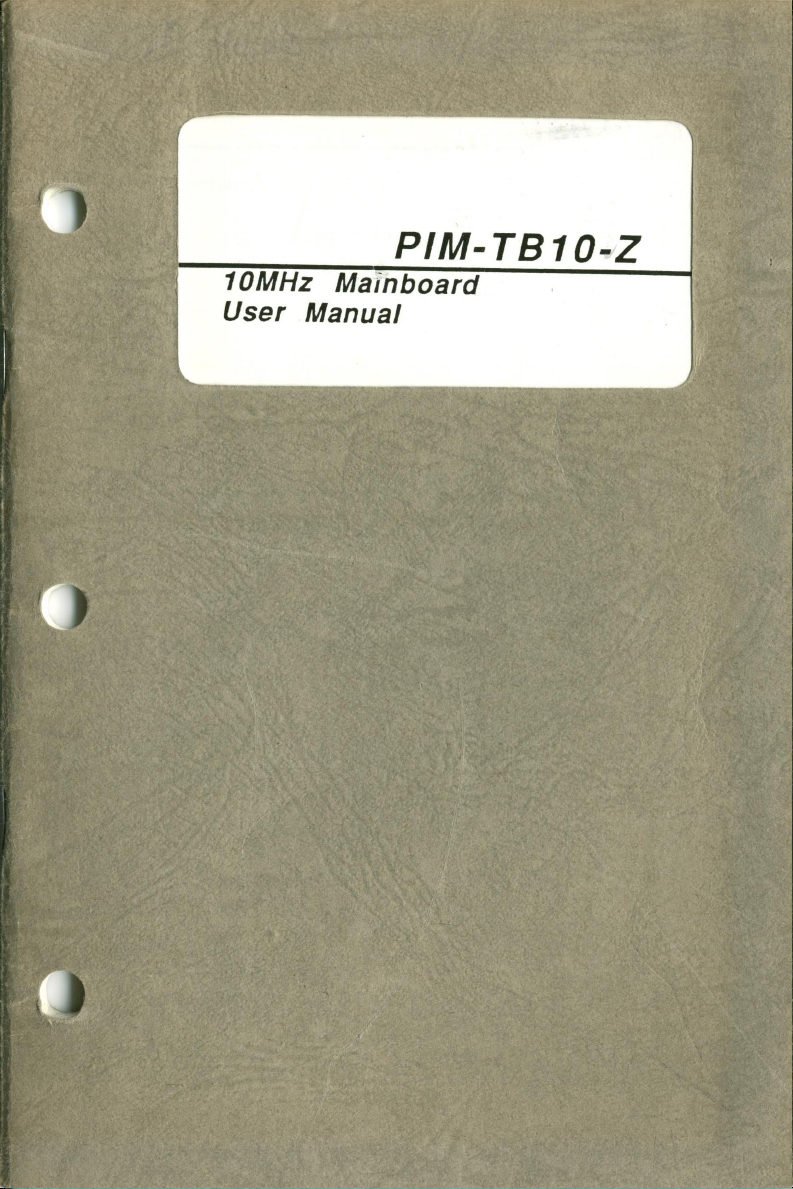 PIM-TB10-Z
10MHz Mainboard
User Manual